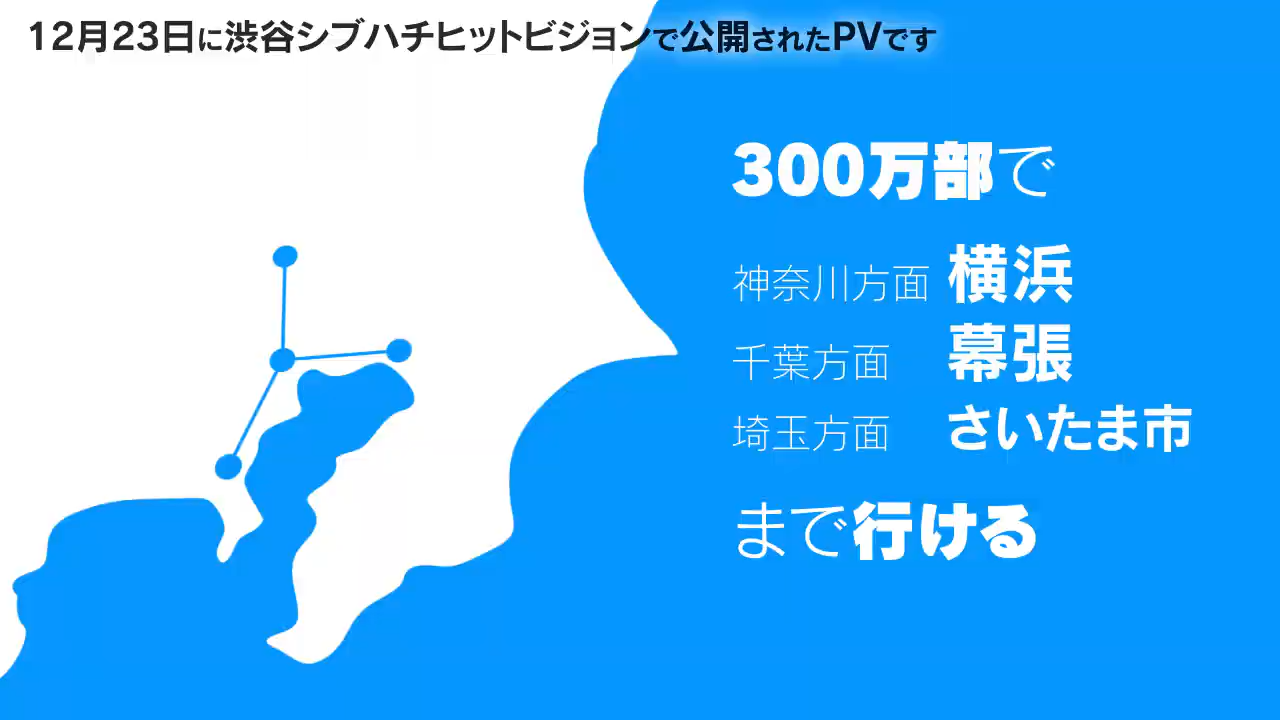 12月23日に渋谷シブハチヒットビジョンで公開されたPVです
300万部で
神奈川方面 横浜
千葉方面 幕張
埼玉方面 さいたま市
まで行ける